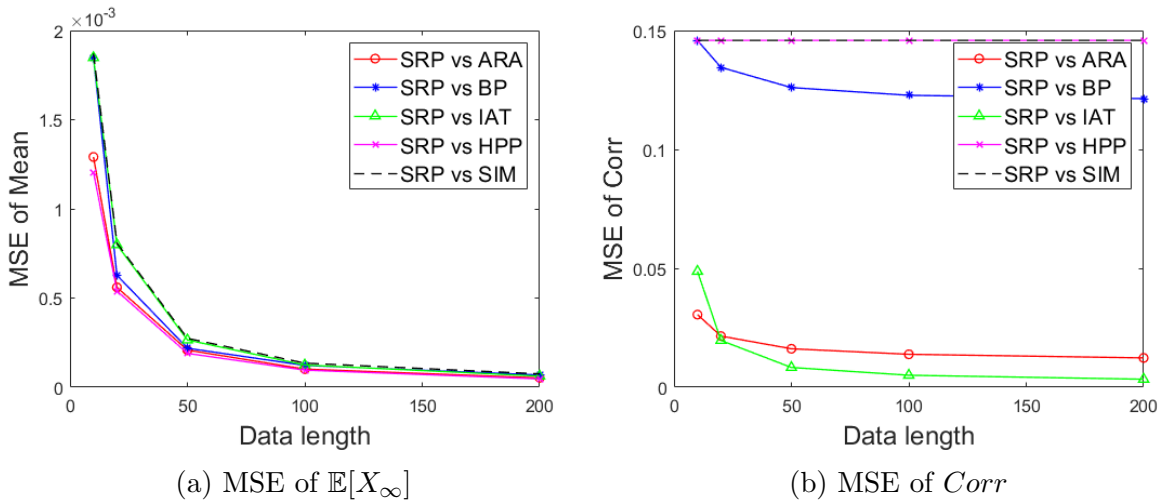 ×10⁻³
2
1.5
1
0.5
0
MSE of Mean
0 50 100 150 200
Data length
SRP vs ARA
SRP vs BP
SRP vs IAT
SRP vs HPP
SRP vs SIM
(a) MSE of 𝔼[X∞]
0.15
0.1
0.05
0
MSE of Corr
0 50 100 150 200
Data length
SRP vs ARA
SRP vs BP
SRP vs IAT
SRP vs HPP
SRP vs SIM
(b) MSE of Corr